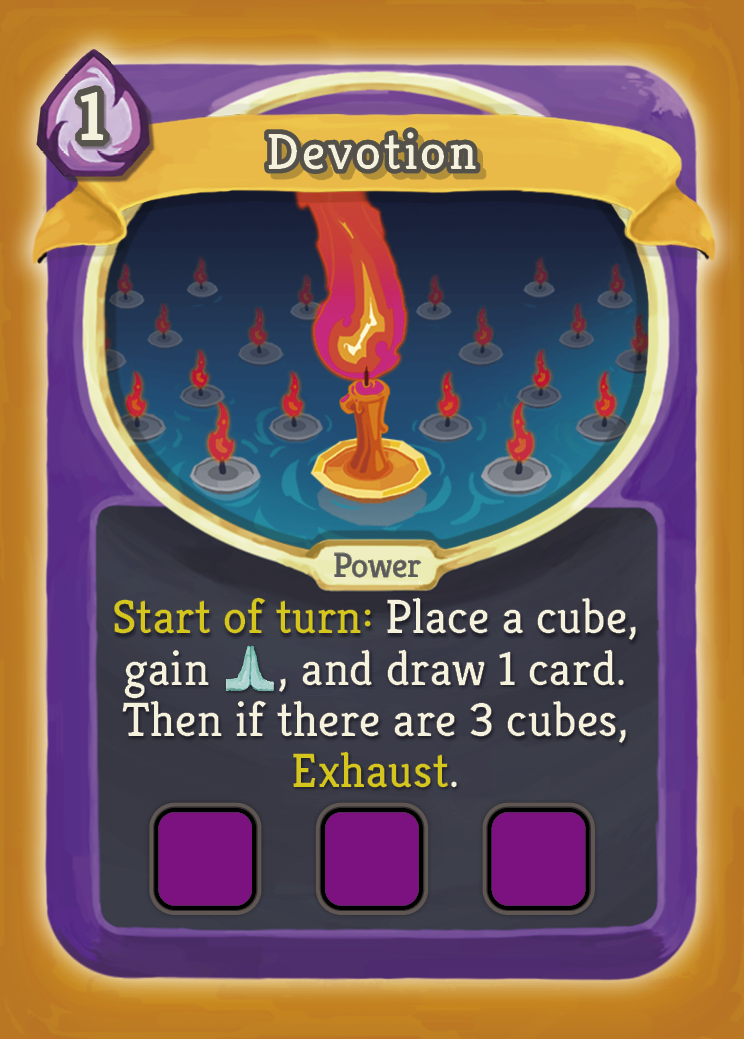 1
Devotion
Power
Start of turn: Place a cube,
gain , and draw 1 card.
Then if there are 3 cubes,
Exhaust.